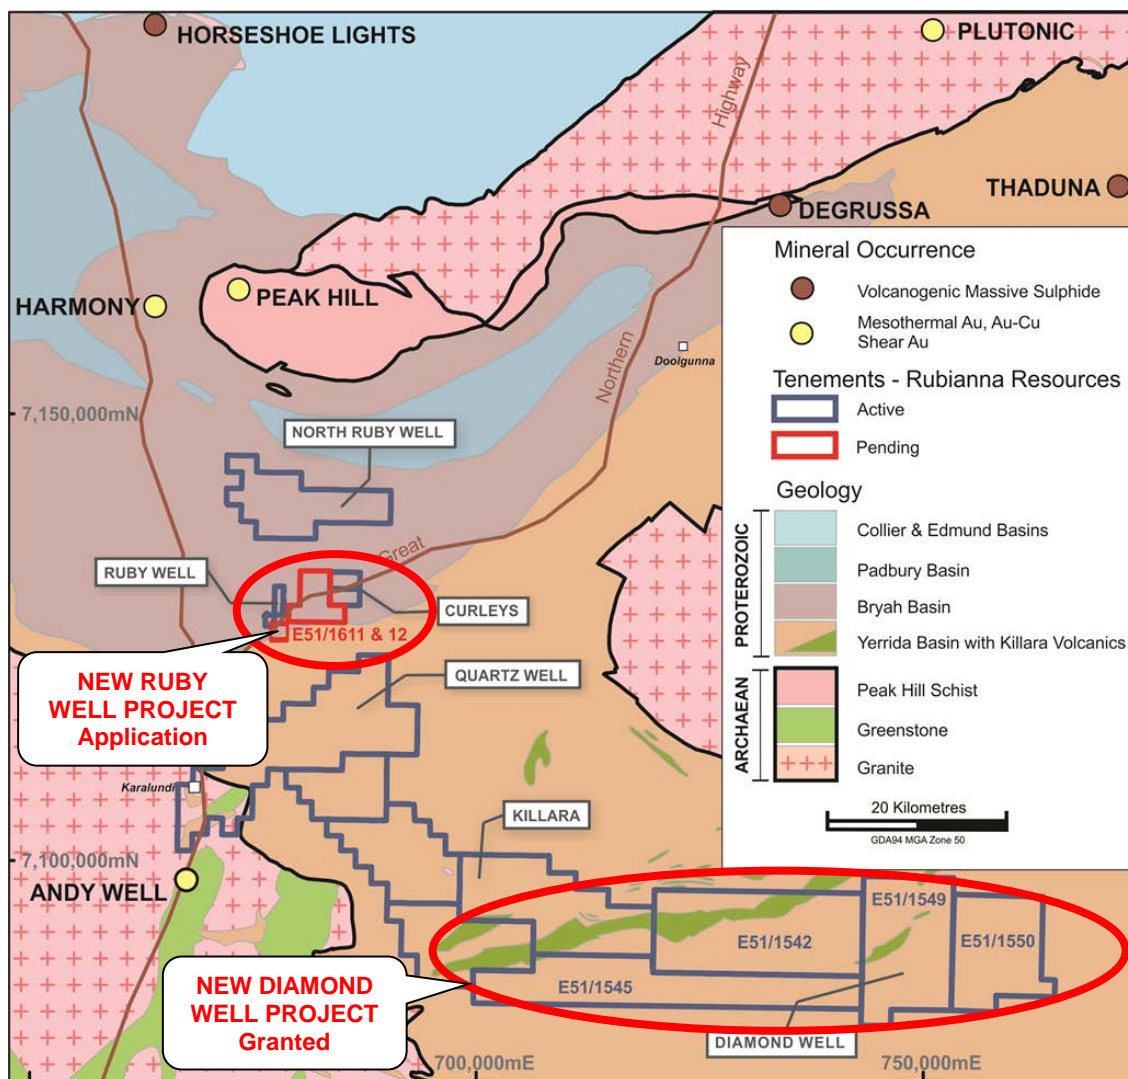 HORSESHOE LIGHTS
PLUTONIC
Highway
THADUNA
DEGRUSSA
PEAK HILL
HARMONY
Northern
Doolgunna
7,150,000mN
NORTH RUBY WELL
Great
RUBY WELL
CURLEYS
E51/1611 & 12
NEW RUBY
WELL PROJECT
Application
QUARTZ WELL
Karalundi
KILLARA
7,100,000mN
ANDY WELL
E51/1549
E51/1542
E51/1550
E51/1545
NEW DIAMOND
WELL PROJECT
Granted
DIAMOND WELL
700,000mE
750,000mE
Mineral Occurrence
Volcanogenic Massive Sulphide
Mesothermal Au, Au-Cu
Shear Au
Tenements - Rubianna Resources
Active
Pending
Geology
PROTEROZOIC
Collier & Edmund Basins
Padbury Basin
Bryah Basin
Yerrida Basin with Killara Volcanics
ARCHAEAN
Peak Hill Schist
Greenstone
Granite
20 Kilometres
GDA94 MGA Zone 50